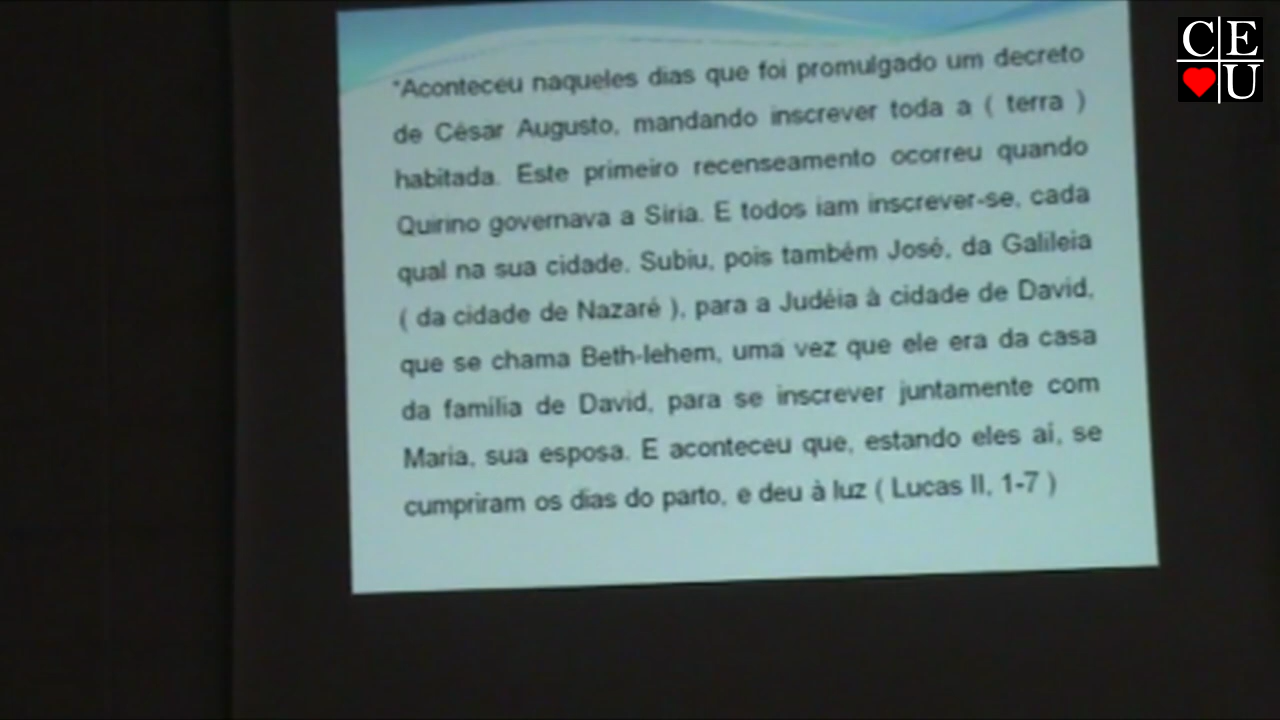 "Aconteceu naqueles dias que foi promulgado um decreto
de César Augusto, mandando inscrever toda a ( terra )
habitada. Este primeiro recenseamento ocorreu quando
Quirino governava a Síria. E todos iam inscrever-se, cada
qual na sua cidade. Subiu, pois também José, da Galileia
( da cidade de Nazaré ), para a Judéia à cidade de David,
que se chama Beth-lehem, uma vez que ele era da casa
da família de David, para se inscrever juntamente com
Maria, sua esposa. E aconteceu que, estando eles aí, se
cumpriram os dias do parto, e deu à luz ( Lucas II, 1-7 )
CE
U